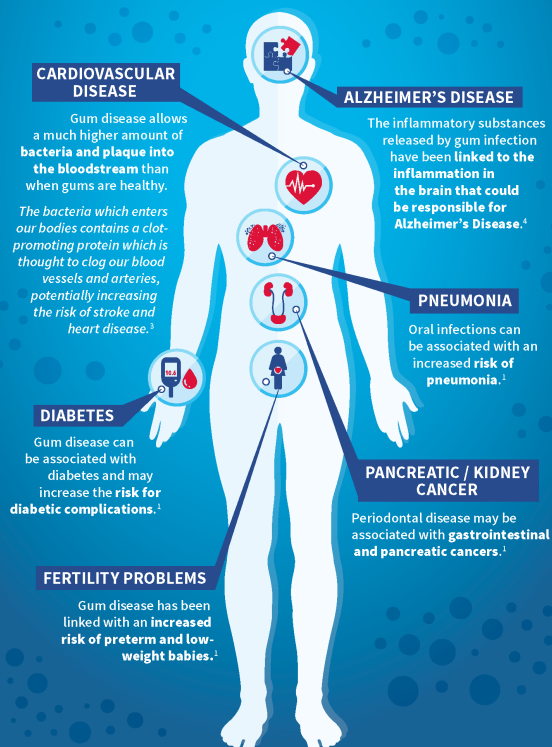 CARDIOVASCULAR
DISEASE
Gum disease allows
a much higher amount of
bacteria and plaque into
the bloodstream than
when gums are healthy.
The bacteria which enters
our bodies contains a clot-
promoting protein which is
thought to clog our blood
vessels and arteries,
potentially increasing
the risk of stroke and
heart disease.³
ALZHEIMER'S DISEASE
The inflammatory substances
released by gum infection
have been linked to the
inflammation in
the brain that could
be responsible for
Alzheimer's Disease.⁴
PNEUMONIA
Oral infections can
be associated with an
increased risk of
pneumonia.¹
10.6
DIABETES
Gum disease can
be associated with
diabetes and may
increase the risk for
diabetic complications.¹
PANCREATIC / KIDNEY
CANCER
Periodontal disease may be
associated with gastrointestinal
and pancreatic cancers.¹
FERTILITY PROBLEMS
Gum disease has been
linked with an increased
risk of preterm and low-
weight babies.¹